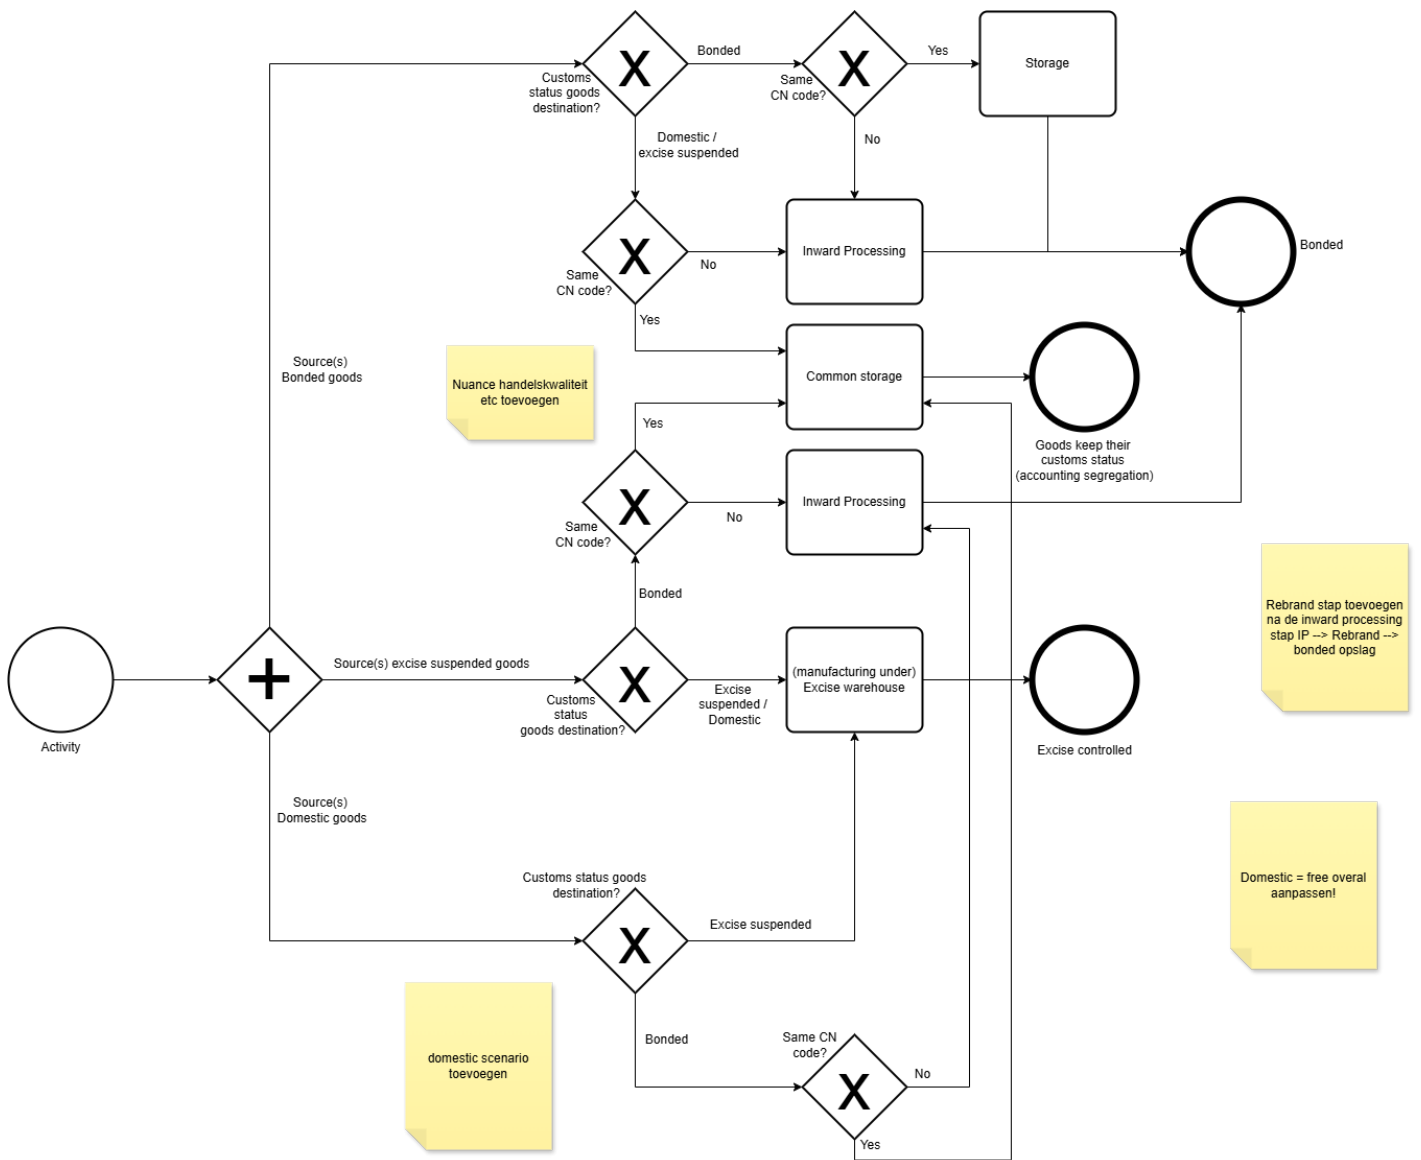 Bonded
Yes
Storage
Customs
status goods
destination?
Same
CN code?
Domestic /
excise suspended
No
Same
CN code?
No
Inward Processing
Bonded
Yes
Source(s)
Bonded goods
Nuance handelskwaliteit
etc toevoegen
Common storage
Yes
Goods keep their
customs status
(accounting segregation)
Same
CN code?
No
Inward Processing
Bonded
Rebrand stap toevoegen
na de inward processing
stap IP --> Rebrand -->
bonded opslag
Source(s) excise suspended goods
Customs
status
goods destination?
Excise
suspended /
Domestic
(manufacturing under)
Excise warehouse
Activity
Excise controlled
Source(s)
Domestic goods
Customs status goods
destination?
Excise suspended
Domestic = free overal
aanpassen!
Bonded
Same CN
code?
No
Yes
domestic scenario
toevoegen